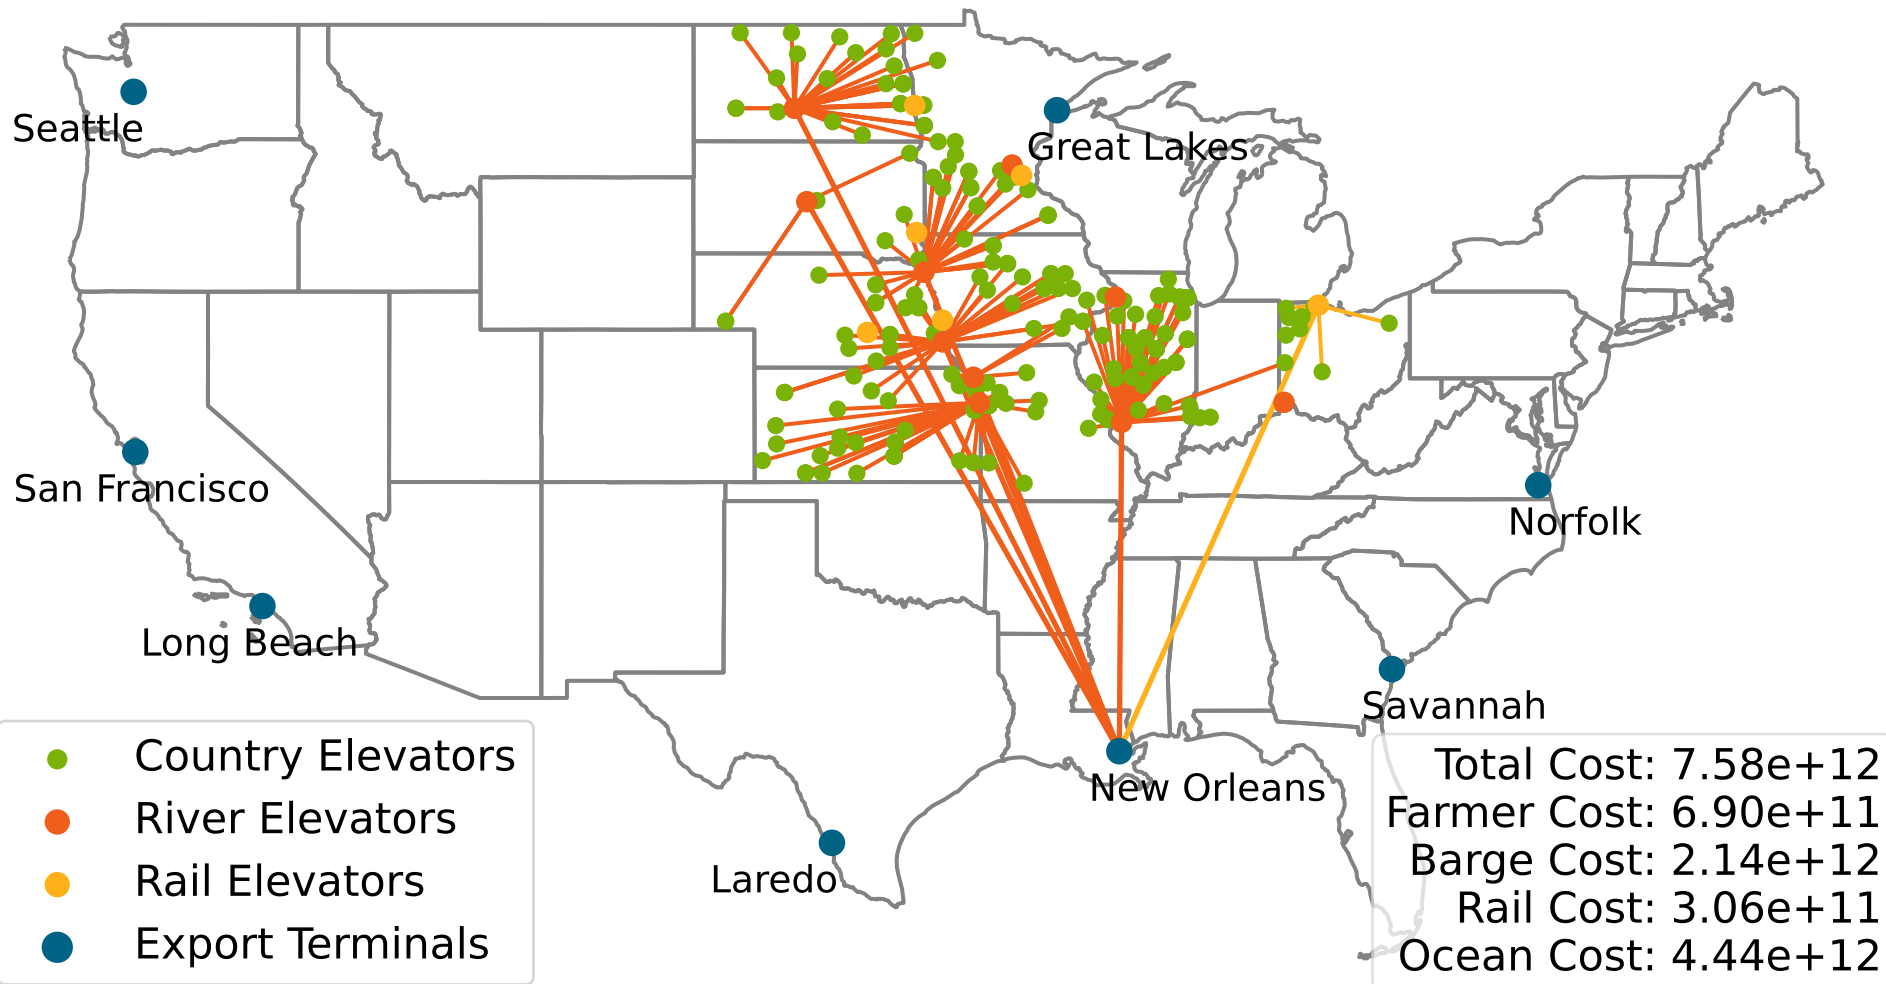 Seattle
Great Lakes
San Francisco
Norfolk
Long Beach
Savannah
New Orleans
Laredo
Country Elevators
River Elevators
Rail Elevators
Export Terminals
Total Cost: 7.58e+12
Farmer Cost: 6.90e+11
Barge Cost: 2.14e+12
Rail Cost: 3.06e+11
Ocean Cost: 4.44e+12